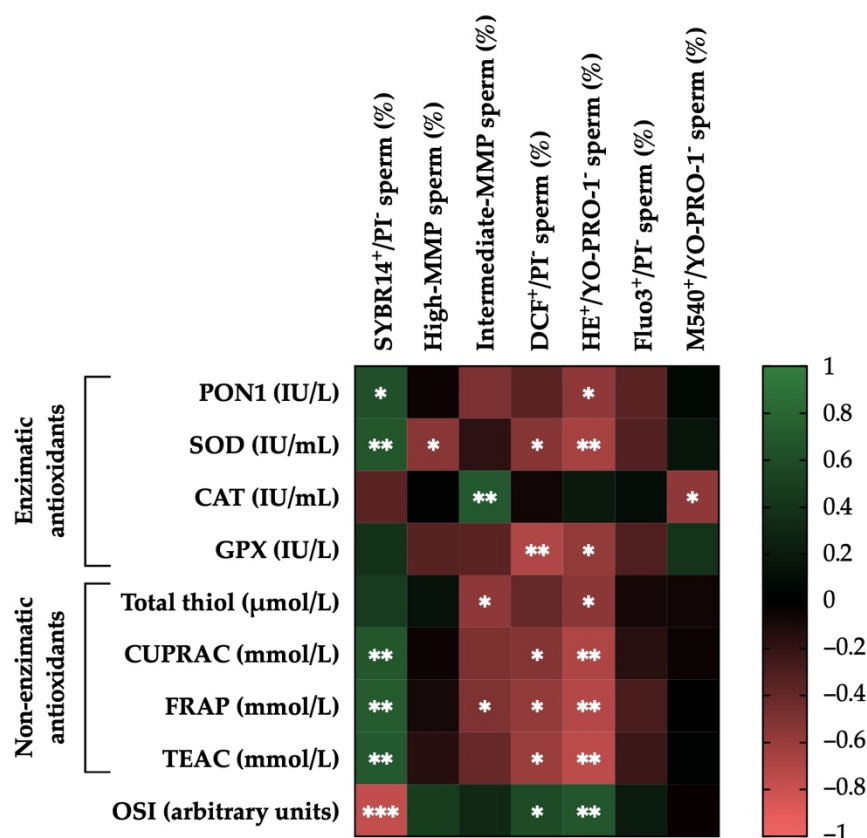 SYBR14⁺/PI⁻ sperm (%)
High-MMP sperm (%)
Intermediate-MMP sperm (%)
DCF⁺/PI⁻ sperm (%)
HE⁺/YO-PRO-1⁻ sperm (%)
Fluo3⁺/PI⁻ sperm (%)
M540⁺/YO-PRO-1⁻ sperm (%)
Enzimatic
antioxidants
PON1 (IU/L) * *
SOD (IU/mL) ** * * **
CAT (IU/mL) ** *
GPX (IU/L) ** *
Non-enzimatic
antioxidants
Total thiol (µmol/L) * *
CUPRAC (mmol/L) ** * **
FRAP (mmol/L) ** * * **
TEAC (mmol/L) ** * **
OSI (arbitrary units) *** * **
1
0.8
0.6
0.4
0.2
0
−0.2
−0.4
−0.6
−0.8
−1